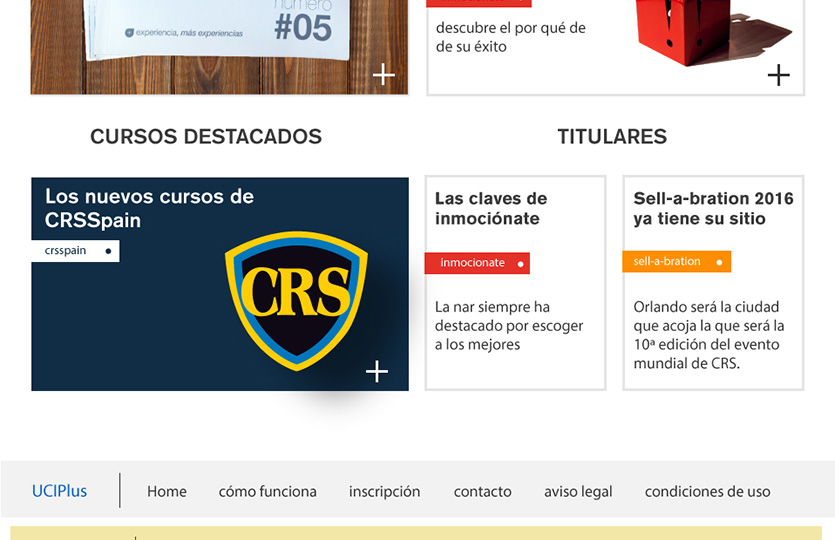 número
#05
experiencia, más experiencias
descubre el por qué de
de su éxito
CURSOS DESTACADOS
TITULARES
Los nuevos cursos de
CRSSpain
crsspain
CRS
Las claves de
inmociónate
inmocionate
La nar siempre ha
destacado por escoger
a los mejores
Sell-a-bration 2016
ya tiene su sitio
sell-a-bration
Orlando será la ciudad
que acoja la que será la
10ª edición del evento
mundial de CRS.
UCIPlus
Home
cómo funciona
inscripción
contacto
aviso legal
condiciones de uso